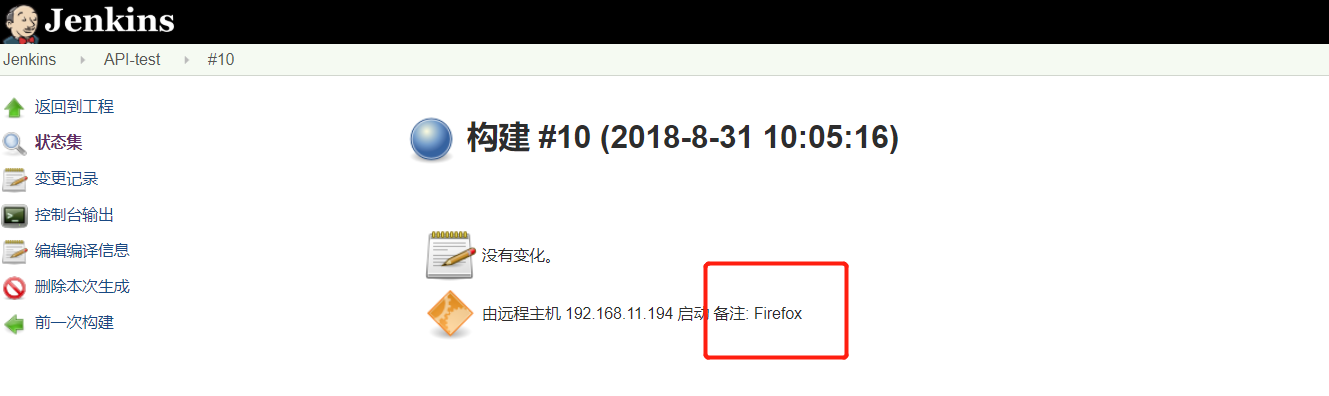 Jenkins
Jenkins API-test #10
返回到工程
状态集
变更记录
控制台输出
编辑编译信息
删除本次生成
前一次构建
构建 #10 (2018-8-31 10:05:16)
没有变化。
由远程主机 192.168.11.194 启动 备注: Firefox